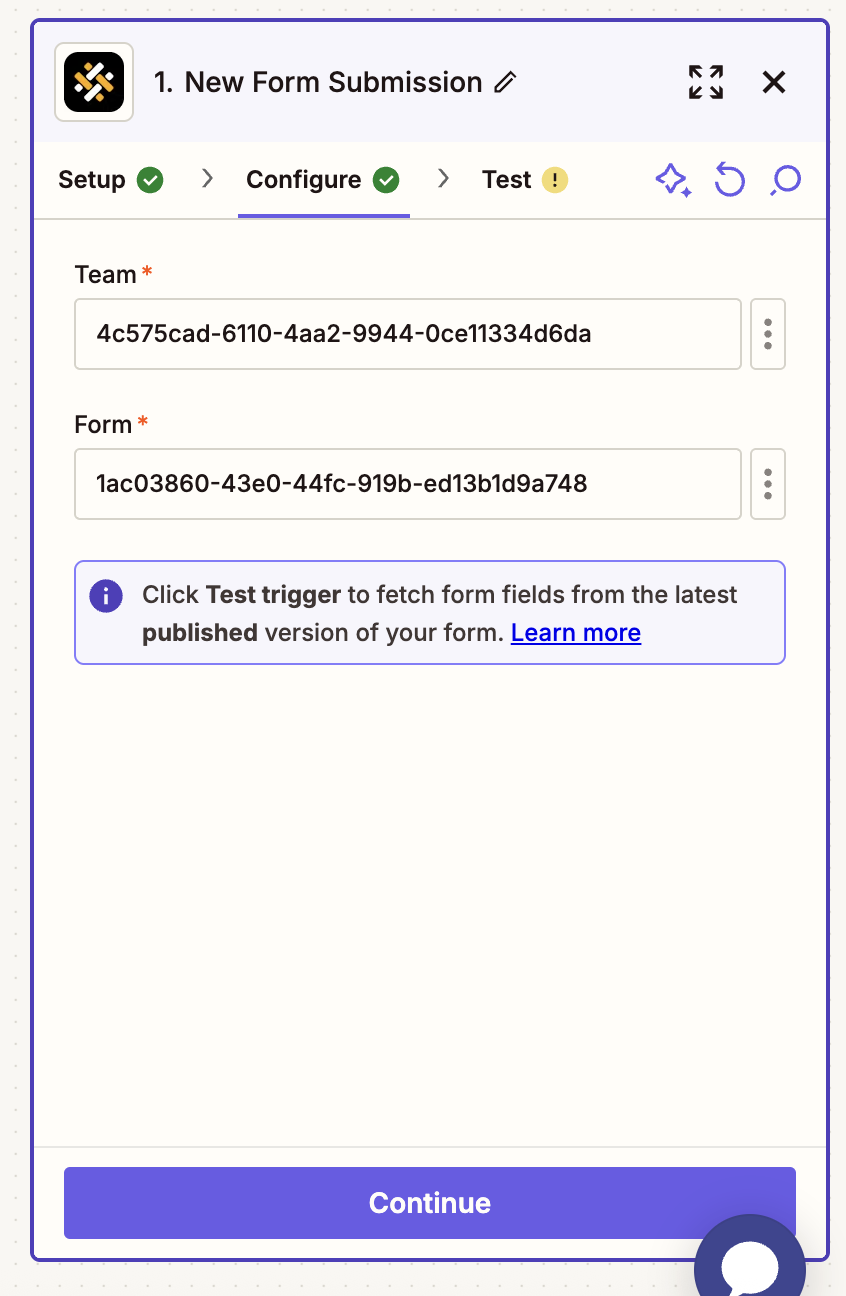 1. New Form Submission
Setup
Configure
Test
!
Team *
4c575cad-6110-4aa2-9944-0ce11334d6da
Form *
1ac03860-43e0-44fc-919b-ed13b1d9a748
i
Click Test trigger to fetch form fields from the latest
published version of your form. Learn more
Continue